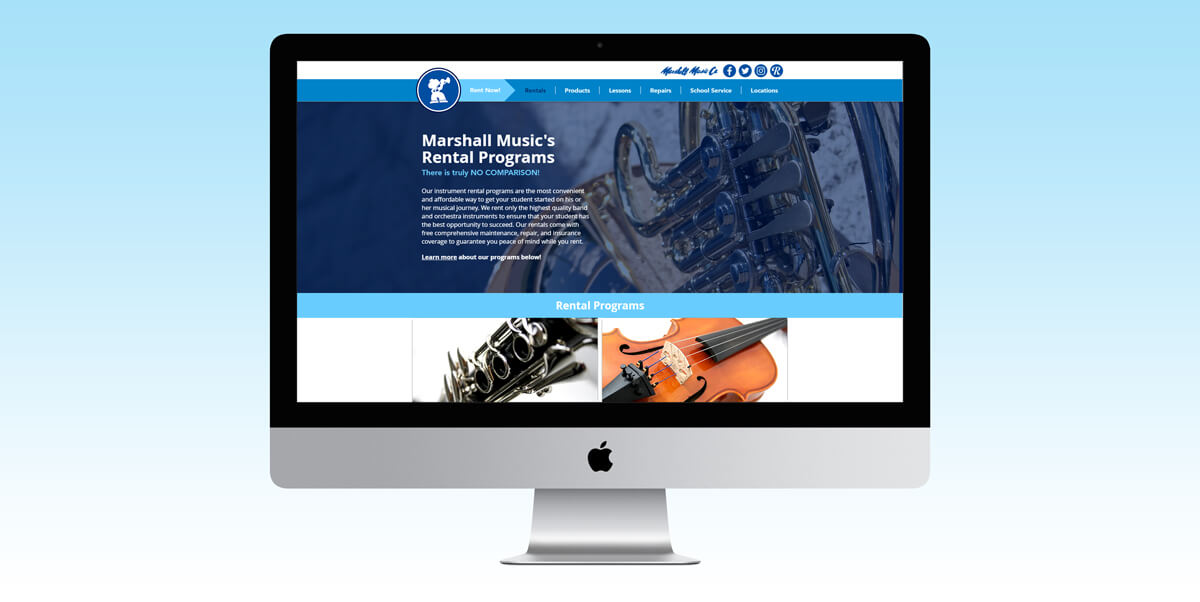 Marshall Music Co
Rent Now!
Rentals
Products
Lessons
Repairs
School Service
Locations
Marshall Music's
Rental Programs
There is truly NO COMPARISON!
Our instrument rental programs are the most convenient
and affordable way to get your student started on his or
her musical journey. We rent only the highest quality band
and orchestra instruments to ensure that your student has
the best opportunity to succeed. Our rentals come with
free comprehensive maintenance, repair, and insurance
coverage to guarantee you peace of mind while you rent.
Learn more about our programs below!
Rental Programs